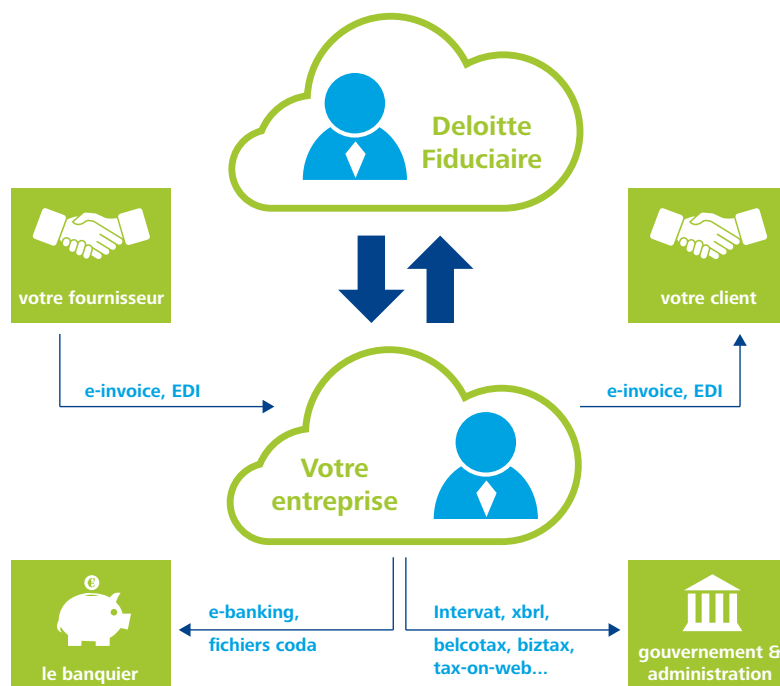 Deloitte
Fiduciaire
votre fournisseur
votre client
e-invoice, EDI
e-invoice, EDI
Votre
entreprise
e-banking,
fichiers coda
Intervat, xbrl,
belcotax, biztax,
tax-on-web...
le banquier
gouvernement &
administration
€